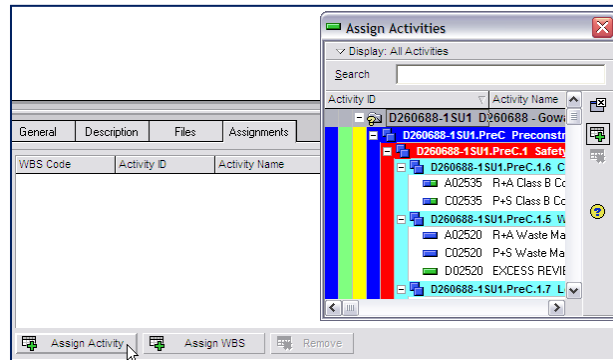 Assign Activities
Display: All Activities
Search
Activity ID Activity Name
D260688-1SU1 D260688 - Gowa
D260688-1SU1.PreC Preconstr
D260688-1SU1.PreC.1 Safety
D260688-1SU1.PreC.1.6 C
A02535 R+A Class B Co
C02535 P+S Class B Co
D260688-1SU1.PreC.1.5 W
A02520 R+A Waste Ma
C02520 P+S Waste Ma
D02520 EXCESS REVIE
D260688-1SU1.PreC.1.7 L
General Description Files Assignments
WBS Code Activity ID Activity Name
Assign Activity Assign WBS Remove